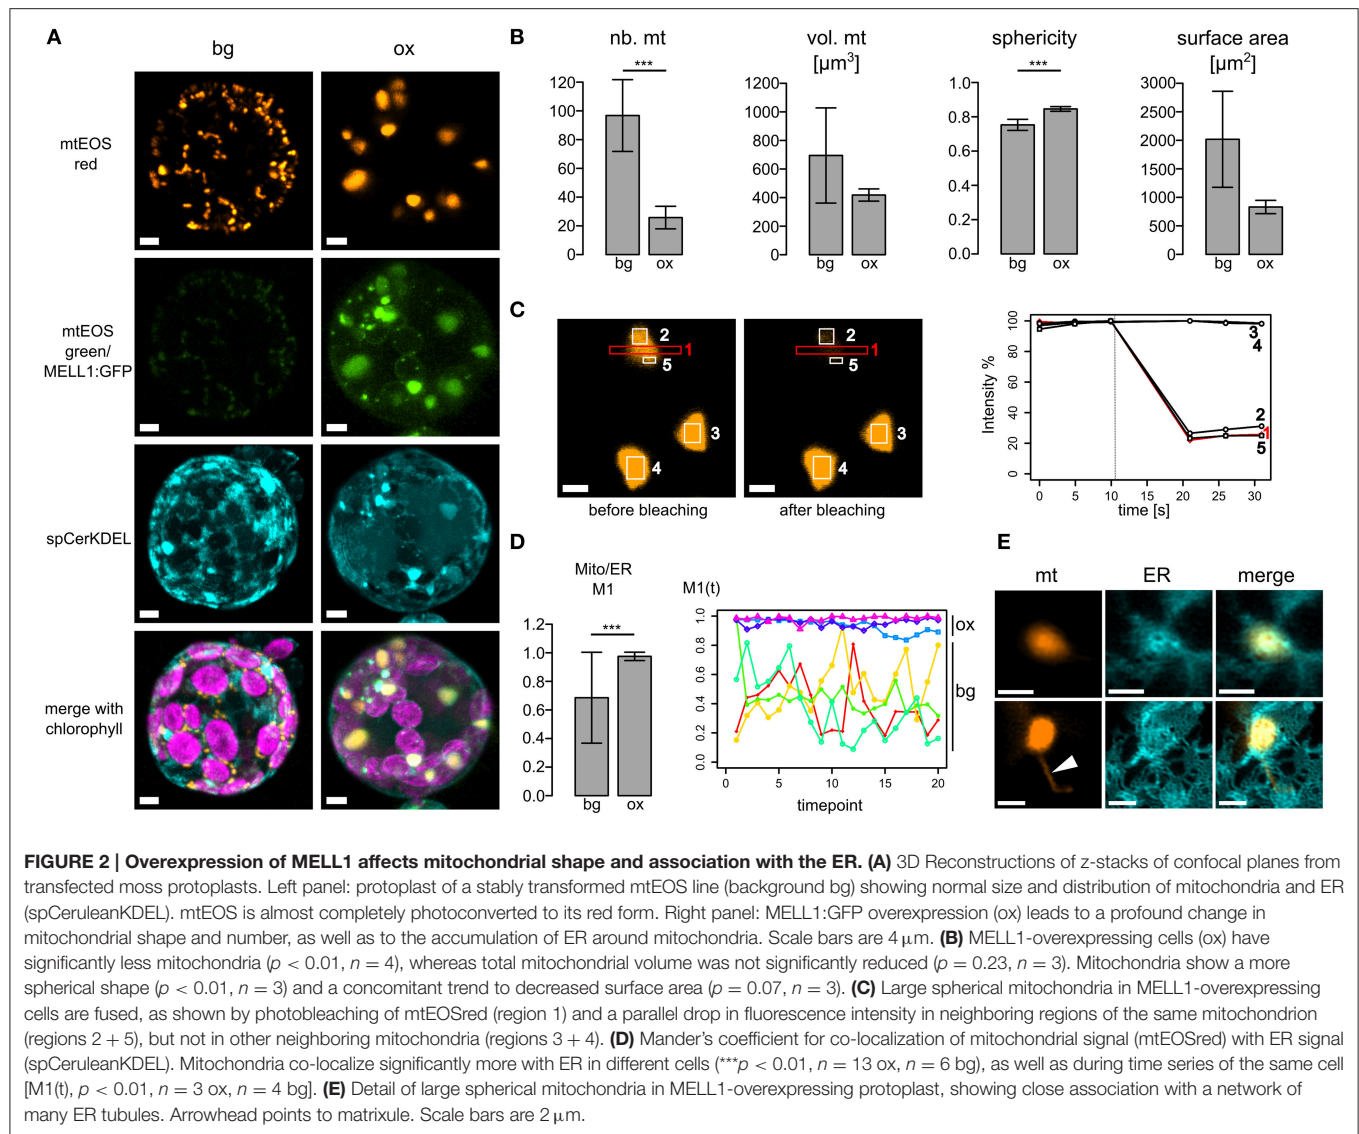 A
bg
ox
mtEOS
red
mtEOS
green/
MELL1:GFP
spCerKDEL
merge with
chlorophyll
B
nb. mt
***
120
100
80
60
40
20
0
bg
ox
vol. mt
[µm³]
1200
1000
800
600
400
200
0
bg
ox
sphericity
***
1.0
0.8
0.6
0.4
0.2
0.0
bg
ox
surface area
[µm²]
3000
2500
2000
1500
1000
500
0
bg
ox
C
2
1
5
3
4
before bleaching
2
1
5
3
4
after bleaching
Intensity %
100
80
60
40
20
0
3
4
2
1
5
0
5
10
15
20
25
30
time [s]
D
Mito/ER
M1
***
1.2
1.0
0.8
0.6
0.4
0.2
0.0
bg
ox
M1(t)
1.0
0.8
0.6
0.4
0.2
0.0
ox
bg
0
5
10
15
20
timepoint
E
mt
ER
merge
FIGURE 2 | Overexpression of MELL1 affects mitochondrial shape and association with the ER. (A) 3D Reconstructions of z-stacks of confocal planes from
transfected moss protoplasts. Left panel: protoplast of a stably transformed mtEOS line (background bg) showing normal size and distribution of mitochondria and ER
(spCeruleanKDEL). mtEOS is almost completely photoconverted to its red form. Right panel: MELL1:GFP overexpression (ox) leads to a profound change in
mitochondrial shape and number, as well as to the accumulation of ER around mitochondria. Scale bars are 4 µm. (B) MELL1-overexpressing cells (ox) have
significantly less mitochondria (p < 0.01, n = 4), whereas total mitochondrial volume was not significantly reduced (p = 0.23, n = 3). Mitochondria show a more
spherical shape (p < 0.01, n = 3) and a concomitant trend to decreased surface area (p = 0.07, n = 3). (C) Large spherical mitochondria in MELL1-overexpressing
cells are fused, as shown by photobleaching of mtEOSred (region 1) and a parallel drop in fluorescence intensity in neighboring regions of the same mitochondrion
(regions 2 + 5), but not in other neighboring mitochondria (regions 3 + 4). (D) Mander's coefficient for co-localization of mitochondrial signal (mtEOSred) with ER signal
(spCeruleanKDEL). Mitochondria co-localize significantly more with ER in different cells (***p < 0.01, n = 13 ox, n = 6 bg), as well as during time series of the same cell
[M1(t), p < 0.01, n = 3 ox, n = 4 bg]. (E) Detail of large spherical mitochondria in MELL1-overexpressing protoplast, showing close association with a network of
many ER tubules. Arrowhead points to matrixule. Scale bars are 2 µm.